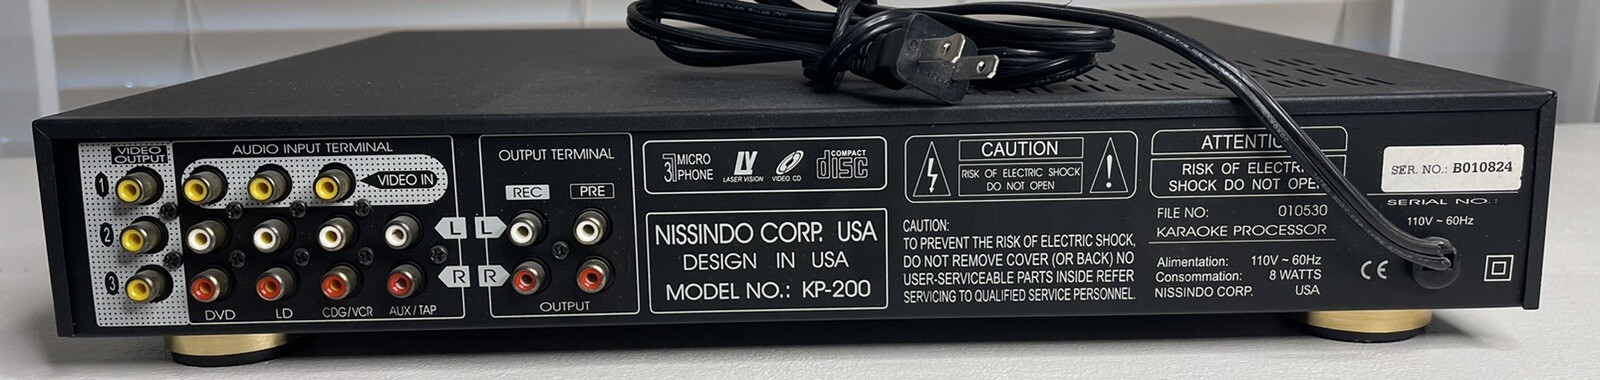 VIDEO
OUTPUT
1
2
3
AUDIO INPUT TERMINAL
VIDEO IN
L
R
DVD
LD
CDG/VCR
AUX/TAP
OUTPUT TERMINAL
REC
PRE
L
R
OUTPUT
3 MICRO
PHONE
LV
LASER VISION
VIDEO CD
COMPACT
disc
NISSINDO CORP. USA
DESIGN IN USA
MODEL NO.: KP-200
CAUTION
RISK OF ELECTRIC SHOCK
DO NOT OPEN
!
CAUTION:
TO PREVENT THE RISK OF ELECTRIC SHOCK,
DO NOT REMOVE COVER (OR BACK) NO
USER-SERVICEABLE PARTS INSIDE REFER
SERVICING TO QUALIFIED SERVICE PERSONNEL.
RISK OF
SHOCK DO NOT
FILE NO: 010530
KARAOKE PROCESSOR
Alimentation: 110V ~ 60Hz
Consommation: 8 WATTS
NISSINDO CORP. USA
CE
SER. NO.: B010824
SERIAL NO.:
110V ~ 60Hz